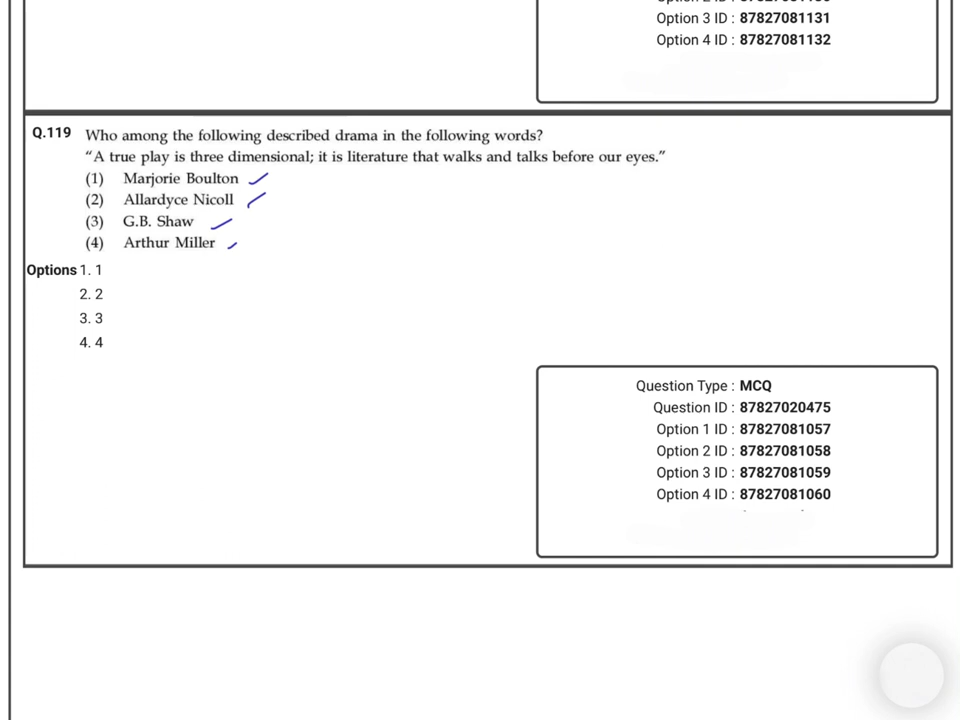 Option 3 ID : 87827081131
Option 4 ID : 87827081132
Q.119 Who among the following described drama in the following words?
"A true play is three dimensional; it is literature that walks and talks before our eyes."
(1) Marjorie Boulton
(2) Allardyce Nicoll
(3) G.B. Shaw
(4) Arthur Miller
Options 1. 1
2. 2
3. 3
4. 4
Question Type : MCQ
Question ID : 87827020475
Option 1 ID : 87827081057
Option 2 ID : 87827081058
Option 3 ID : 87827081059
Option 4 ID : 87827081060